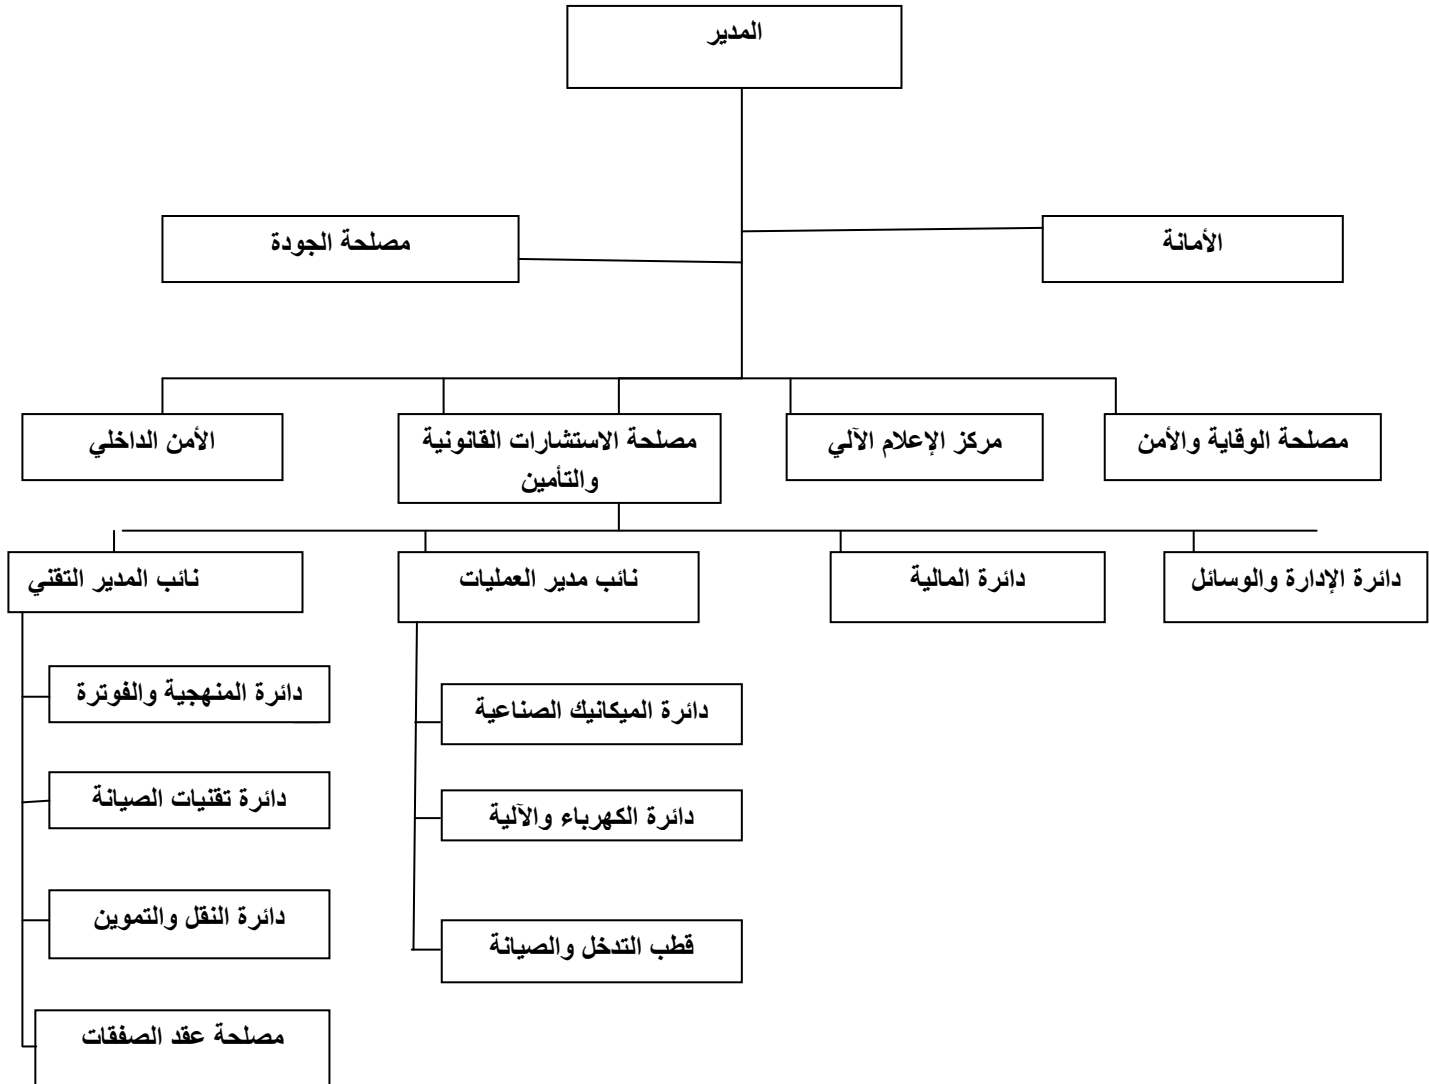 المدير
الأمانة
مصلحة الجودة
مصلحة الوقاية والأمن
مركز الإعلام الآلي
مصلحة الاستشارات القانونية
والتأمين
الأمن الداخلي
دائرة الإدارة والوسائل
دائرة المالية
نائب مدير العمليات
نائب المدير التقني
دائرة الميكانيك الصناعية
دائرة الكهرباء والآلية
قطب التدخل والصيانة
دائرة المنهجية والفوترة
دائرة تقنيات الصيانة
دائرة النقل والتموين
مصلحة عقد الصفقات